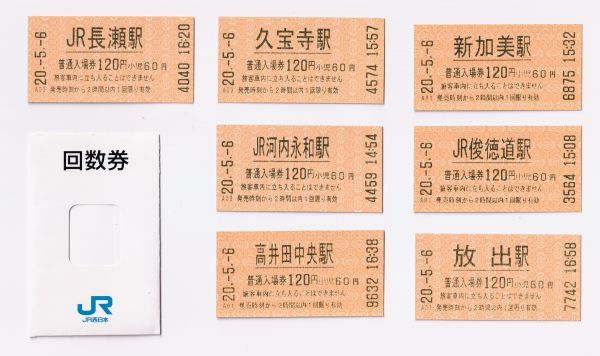 20.-5.-6
JR長瀬駅
普通入場券120円小児60円
旅客車内に立ち入ることはできません
発売時刻から2時間以内1回限り有効
4040 16:20
20.-5.-6
久宝寺駅
普通入場券120円小児60円
旅客車内に立ち入ることはできません
発売時刻から2時間以内1回限り有効
4574 15:57
20.-5.-6
新加美駅
普通入場券120円小児60円
旅客車内に立ち入ることはできません
発売時刻から2時間以内1回限り有効
6875 15:32
回数券
JR
JR西日本
20.-5.-6
JR河内永和駅
普通入場券120円小児60円
旅客車内に立ち入ることはできません
発売時刻から2時間以内1回限り有効
4459 14:54
20.-5.-6
JR俊徳道駅
普通入場券120円小児60円
旅客車内に立ち入ることはできません
発売時刻から2時間以内1回限り有効
3564 15:08
20.-5.-6
高井田中央駅
普通入場券120円小児60円
旅客車内に立ち入ることはできません
発売時刻から2時間以内1回限り有効
9632 16:38
20.-5.-6
放出駅
普通入場券120円小児60円
旅客車内に立ち入ることはできません
発売時刻から2時間以内1回限り有効
7742 16:58